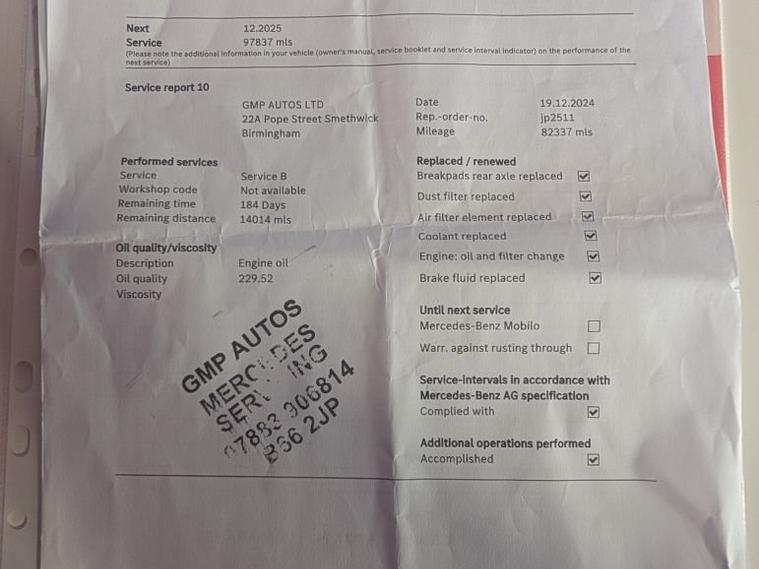 Next 12.2025
Service 97837 mls
(Please note the additional information in your vehicle (owner's manual, service booklet and service interval indicator) on the performance of the
next service)
Service report 10
GMP AUTOS LTD
22A Pope Street Smethwick
Birmingham
Date 19.12.2024
Rep.-order-no. jp2511
Mileage 82337 mls
Performed services
Service Service B
Workshop code Not available
Remaining time 184 Days
Remaining distance 14014 mls
Oil quality/viscosity
Description Engine oil
Oil quality 229.52
Viscosity
Replaced / renewed
Breakpads rear axle replaced
Dust filter replaced
Air filter element replaced
Coolant replaced
Engine: oil and filter change
Brake fluid replaced
Until next service
Mercedes-Benz Mobilo
Warr. against rusting through
Service-intervals in accordance with
Mercedes-Benz AG specification
Complied with
Additional operations performed
Accomplished
GMP AUTOS
07883 906814
B66 2JP